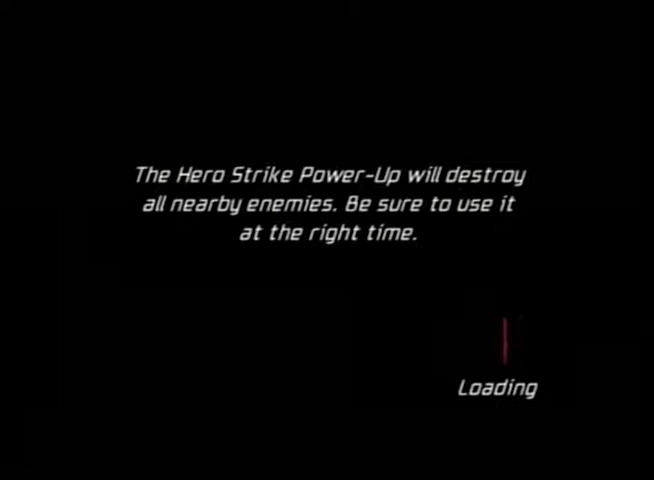 The Hero Strike Power-Up will destroy
all nearby enemies. Be sure to use it
at the right time.
Loading